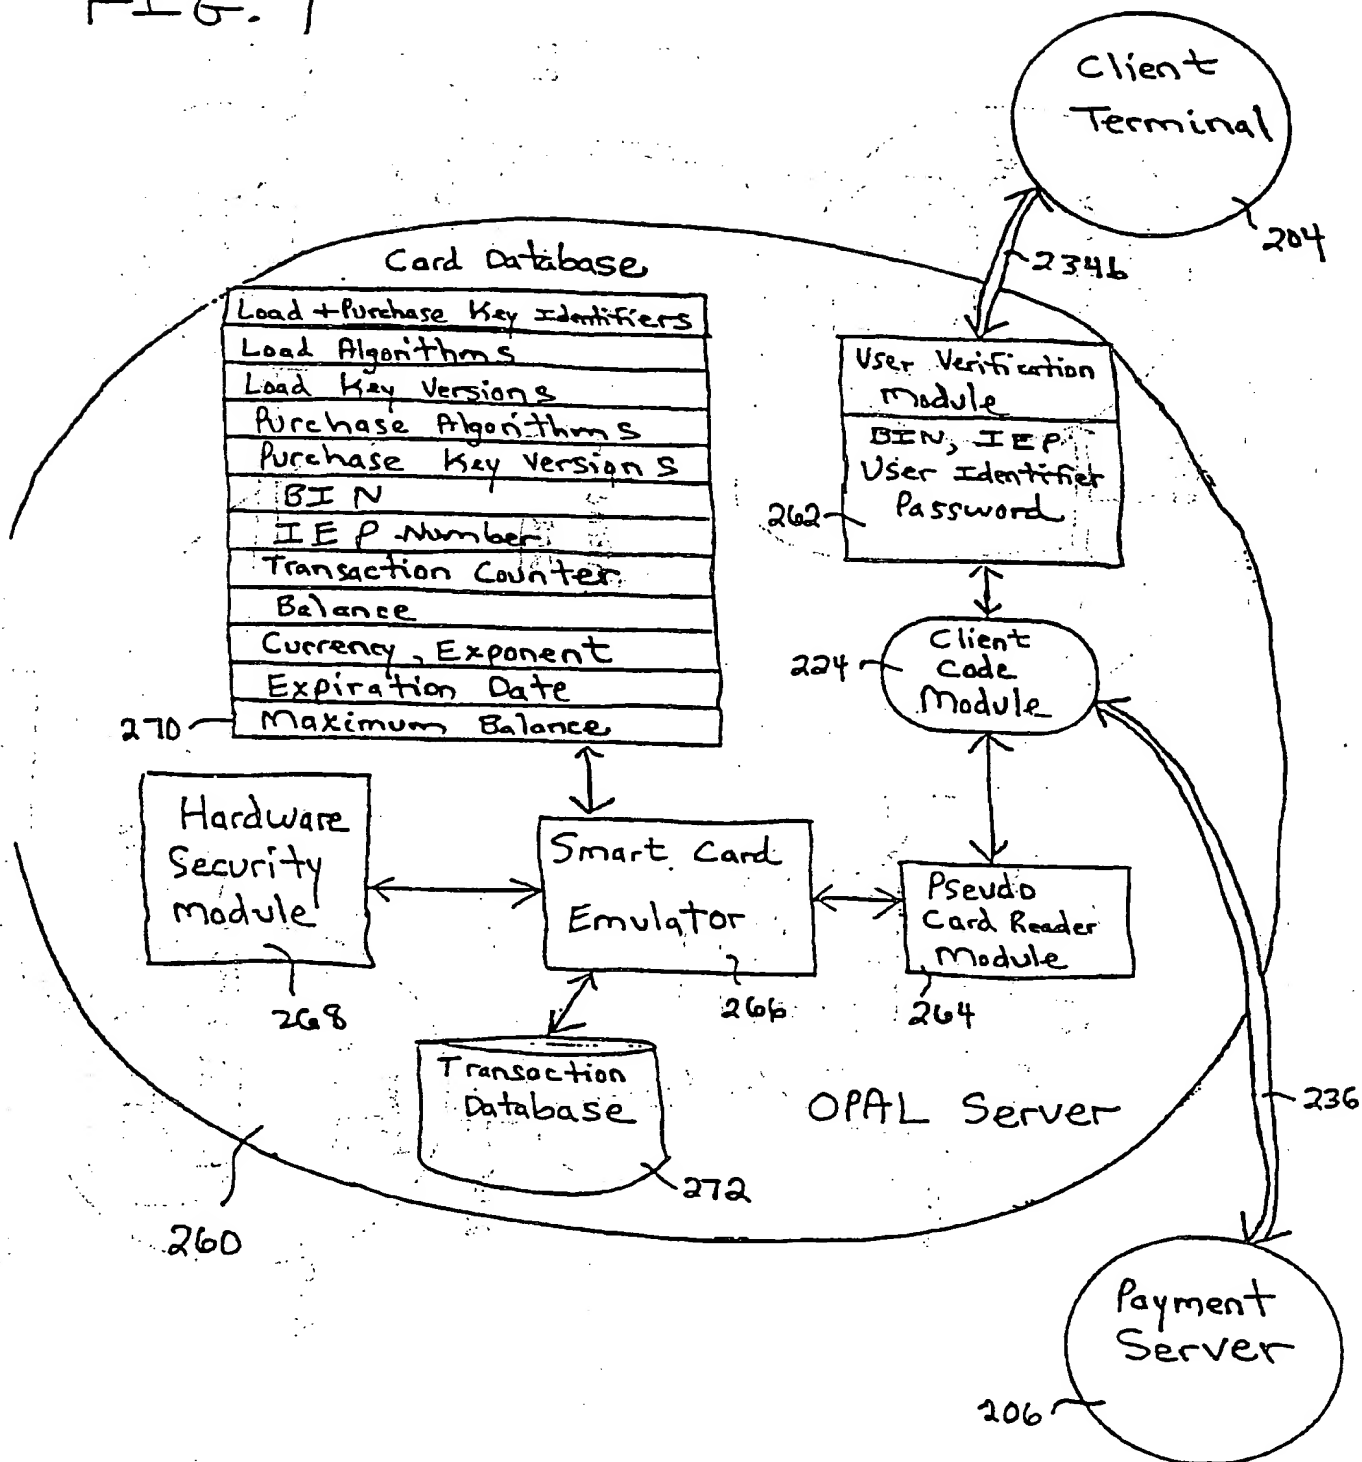 FIG. 1
Client
Terminal
204
234b
Card Database
Load + Purchase Key Identifiers
Load Algorithms
Load Key Versions
Purchase Algorithms
Purchase Key Versions
BIN
IEP Number
Transaction Counter
Balance
Currency, Exponent
Expiration Date
Maximum Balance
270
User Verification
Module
BIN, IEP
User Identifier
Password
262
Client
Code
Module
224
Hardware
Security
Module
268
Smart Card
Emulator
266
Pseudo
Card Reader
Module
264
Transaction
Database
272
OPAL Server
236
260
Payment
Server
206